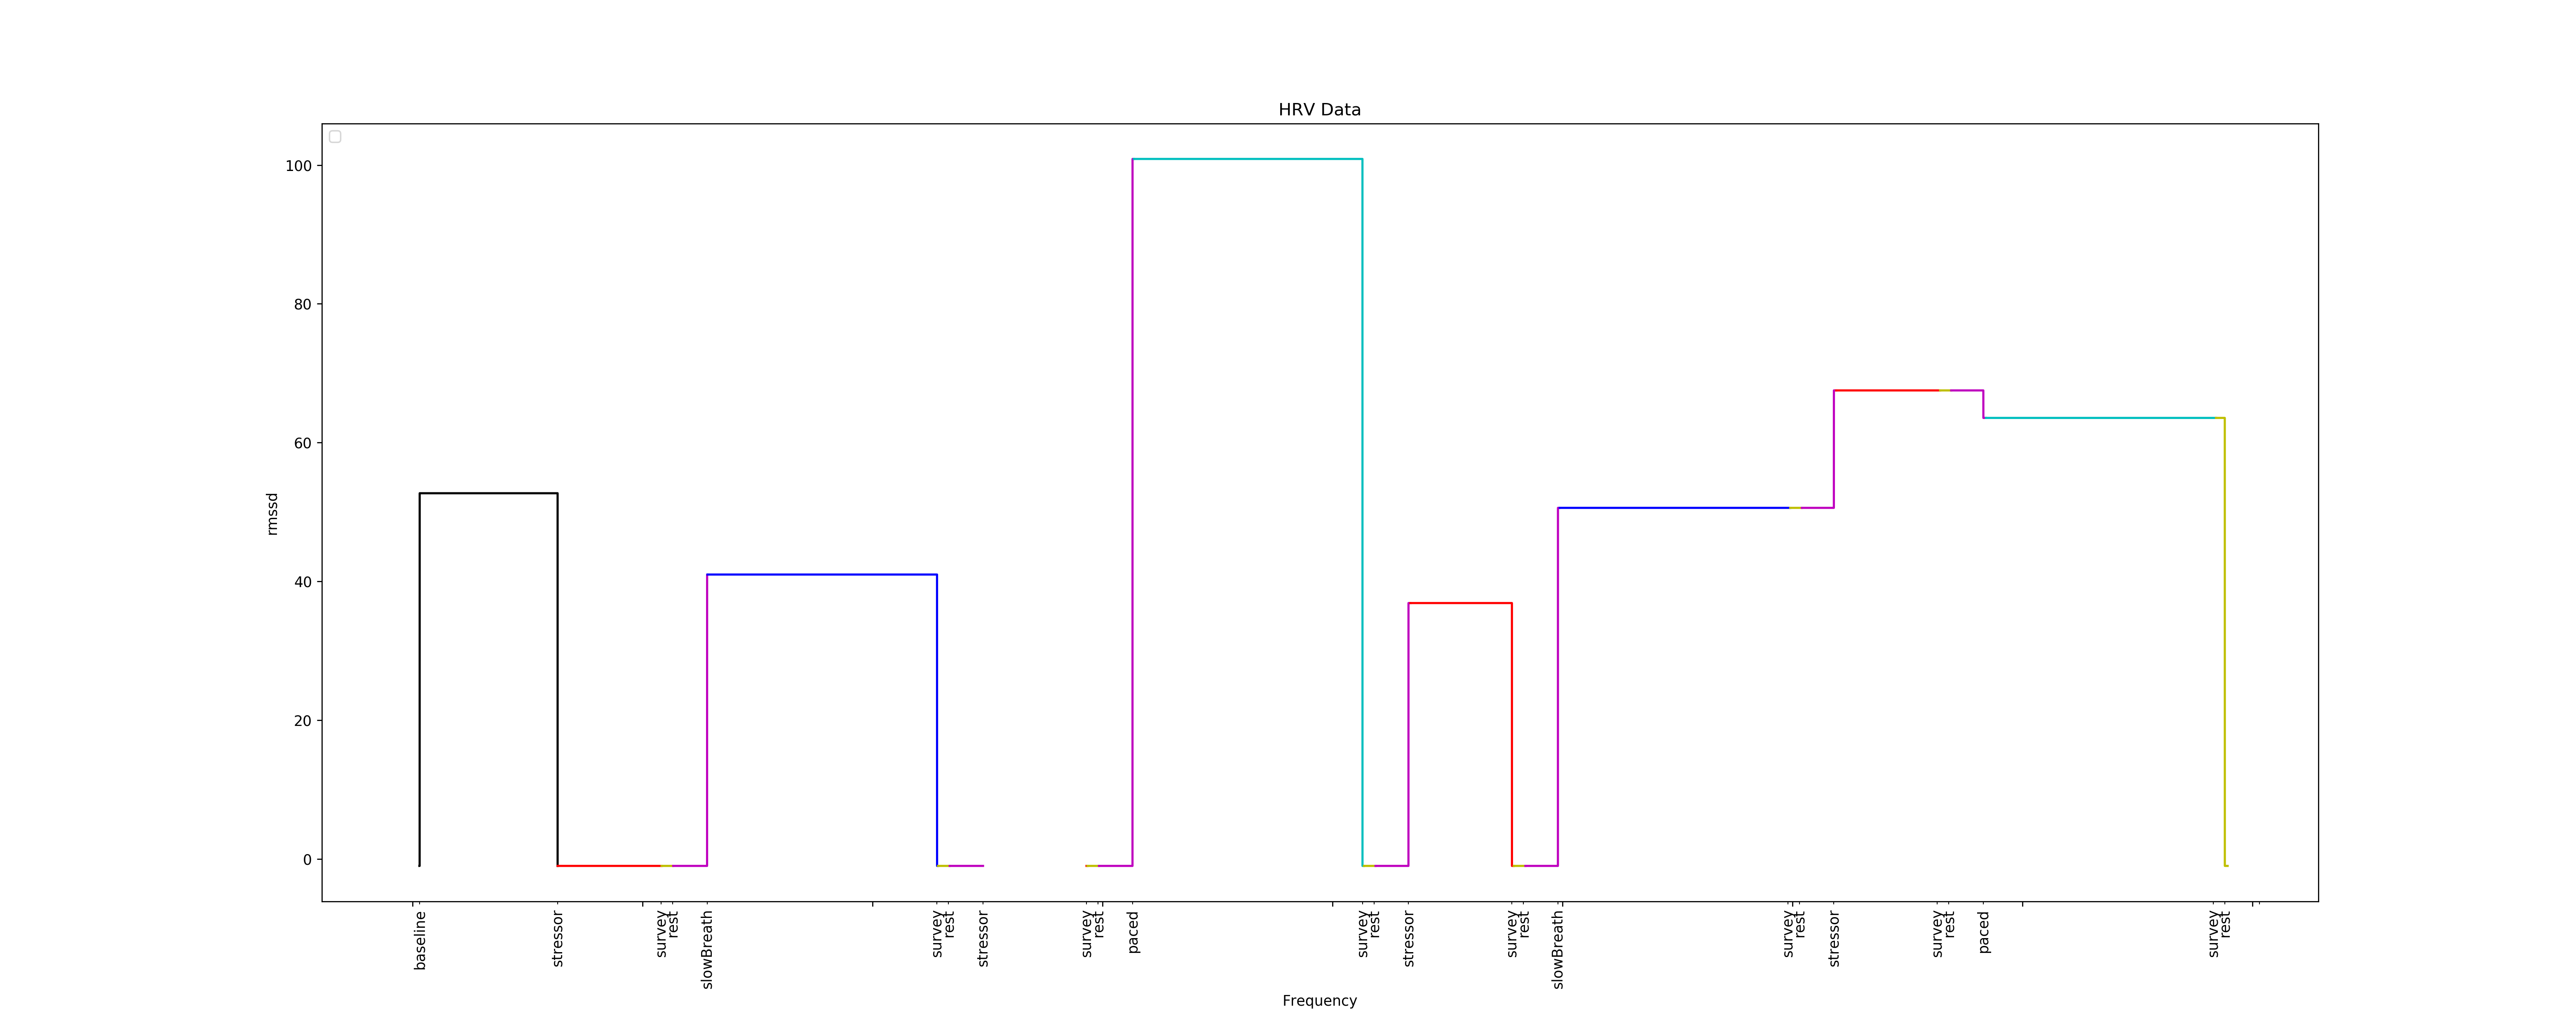 HRV Data
100
80
60
40
20
0
rmssd
baseline
stressor
survey
rest
slowBreath
survey
rest
stressor
survey
rest
paced
survey
rest
stressor
survey
rest
slowBreath
survey
rest
stressor
survey
rest
paced
survey
rest
Frequency